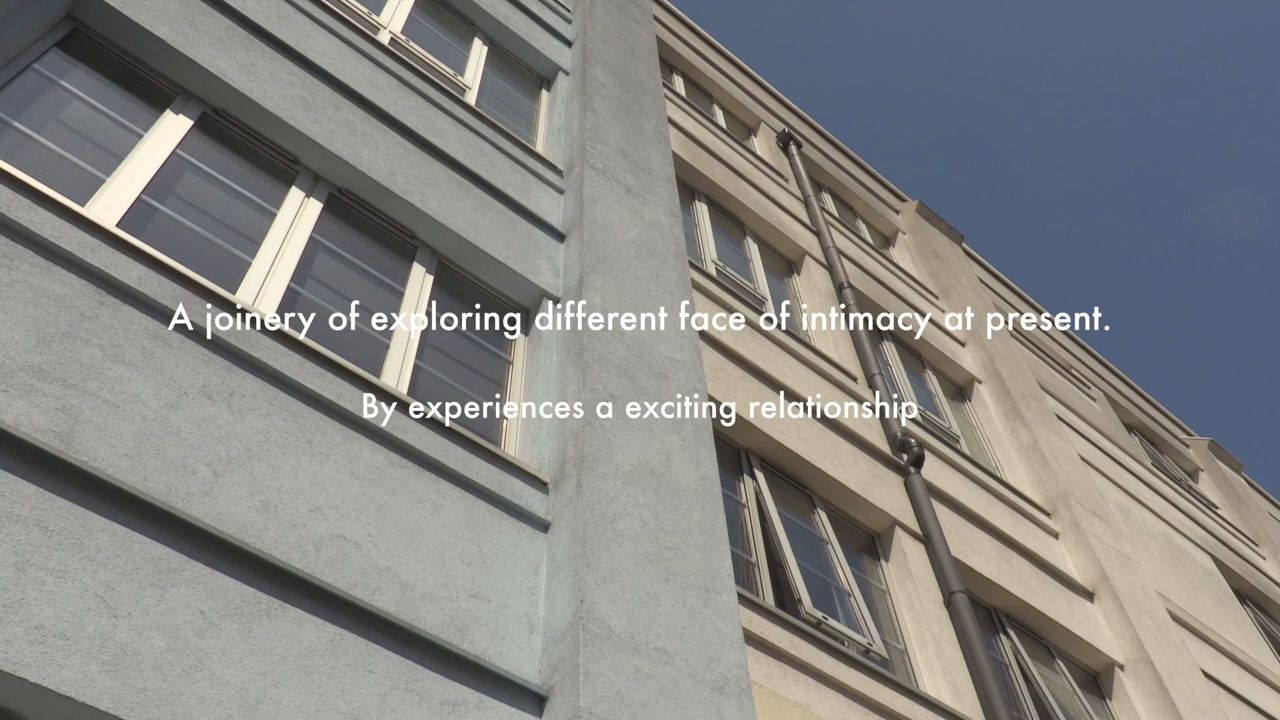 A joinery of exploring different face of intimacy at present.
By experiences a exciting relationship